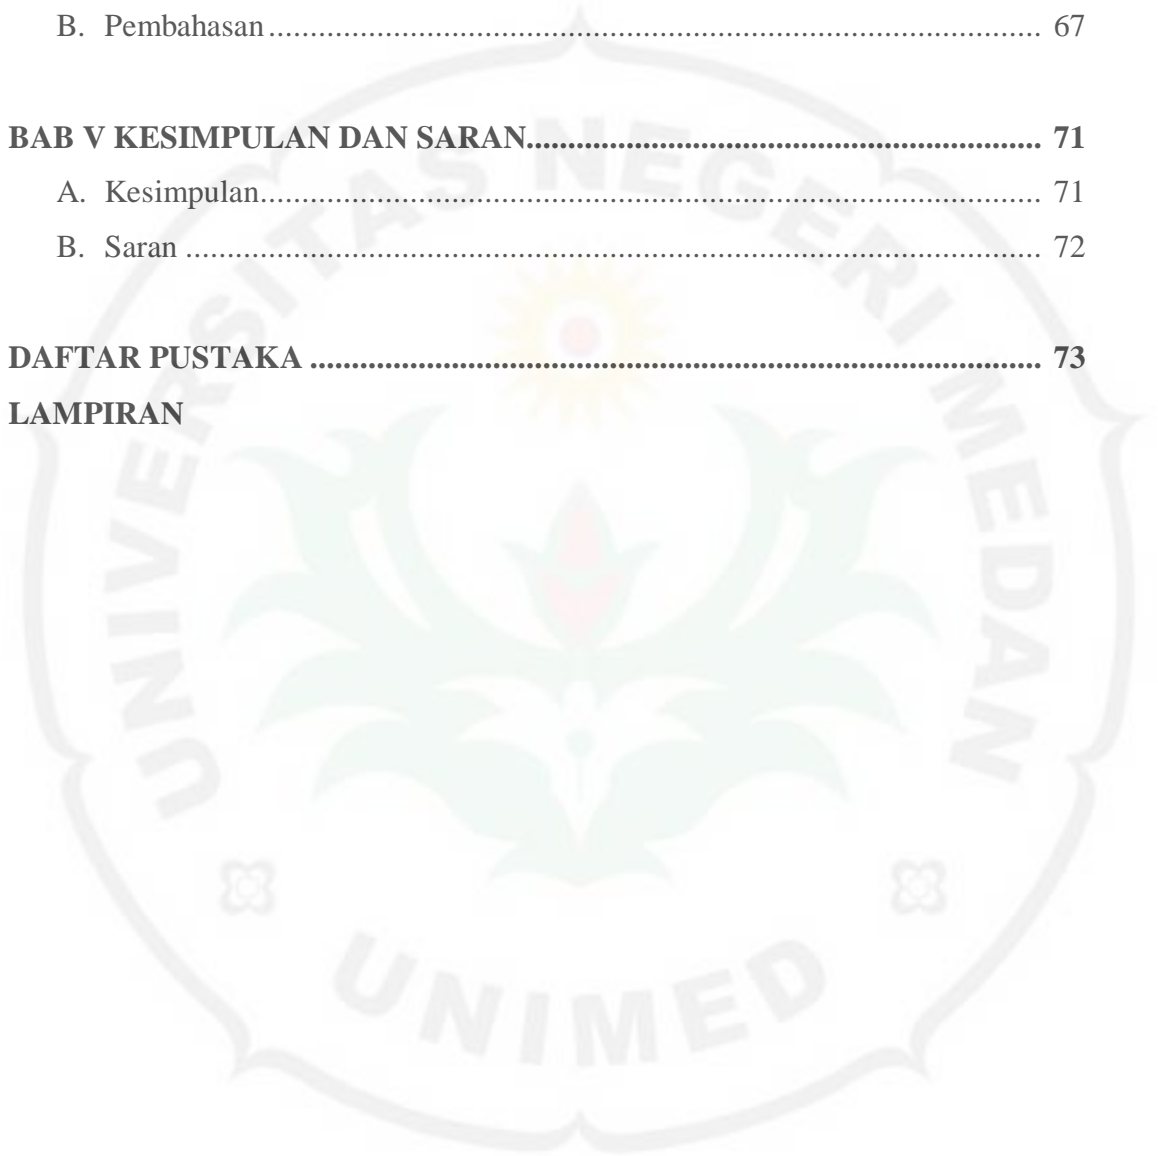 B. Pembahasan ............................................................................................. 67
BAB V KESIMPULAN DAN SARAN.............................................................. 71
A. Kesimpulan.............................................................................................. 71
B. Saran ....................................................................................................... 72
DAFTAR PUSTAKA ........................................................................................ 73
LAMPIRAN
UNIVERSITAS NEGERI MEDAN
UNIMED